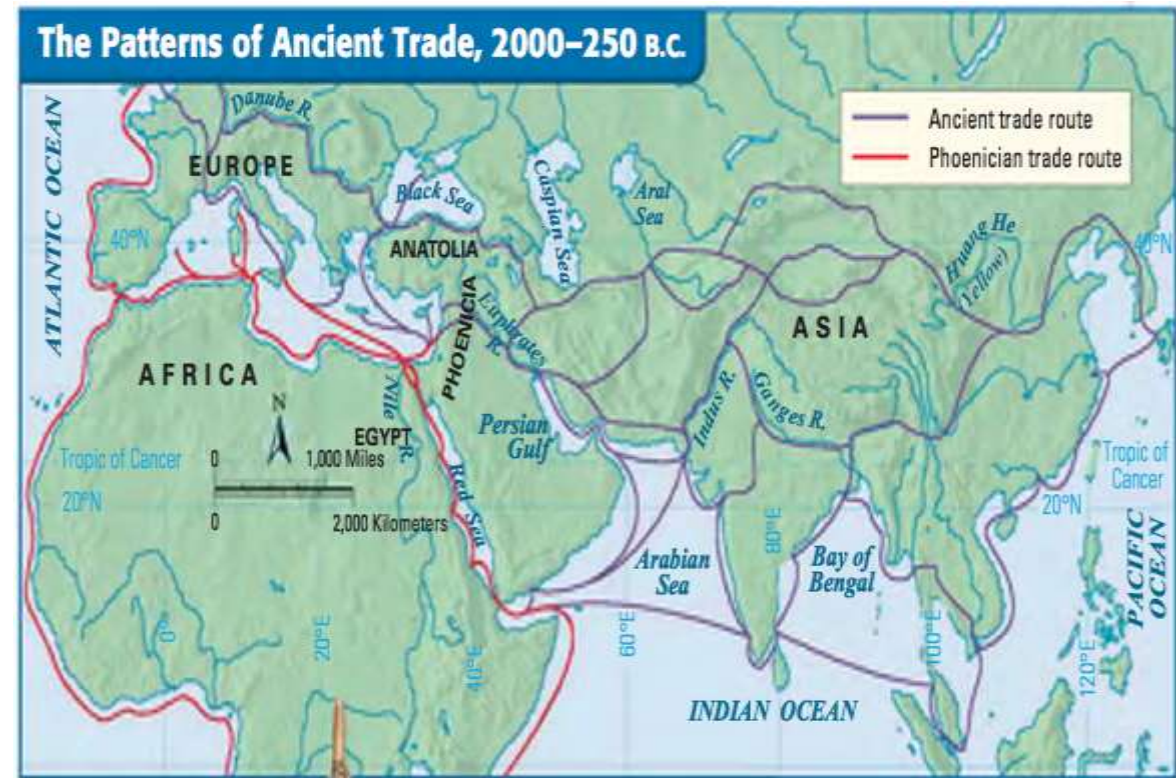 The Patterns of Ancient Trade, 2000–250 B.C.
Ancient trade route
Phoenician trade route
ATLANTIC OCEAN
Danube R.
EUROPE
Black Sea
Caspian Sea
Aral
Sea
40°N
ANATOLIA
Huang He
(Yellow)
40°N
PHOENICIA
Euphrates
R.
ASIA
AFRICA
Nile
R.
EGYPT
N
Persian
Gulf
Indus R.
Ganges R.
Tropic of Cancer
0
1,000 Miles
0
2,000 Kilometers
20°N
Red Sea
Tropic of
Cancer
20°N
Arabian
Sea
80°E
Bay of
Bengal
PACIFIC
OCEAN
0°
20°E
40°E
60°E
100°E
120°E
INDIAN OCEAN